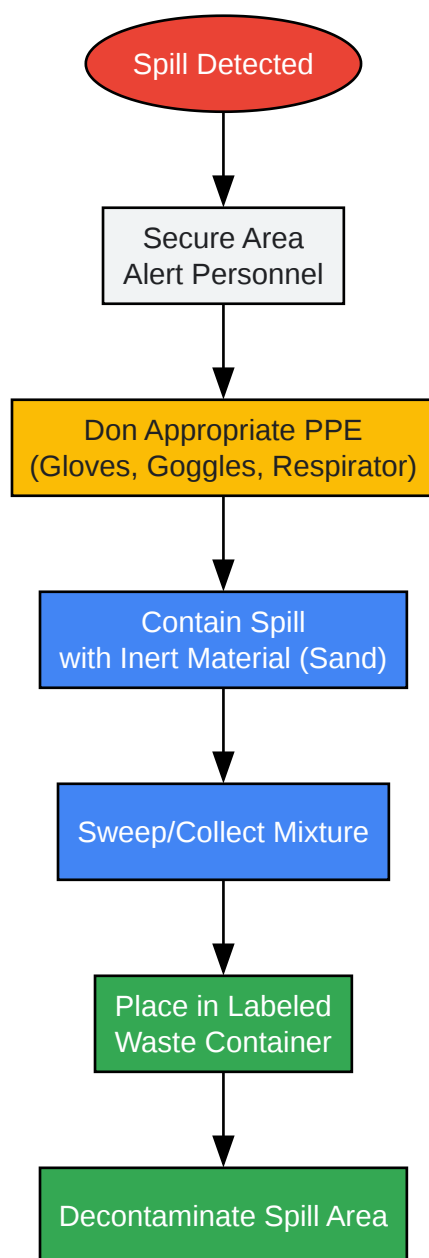 Spill Detected
Secure Area
Alert Personnel
Don Appropriate PPE
(Gloves, Goggles, Respirator)
Contain Spill
with Inert Material (Sand)
Sweep/Collect Mixture
Place in Labeled
Waste Container
Decontaminate Spill Area